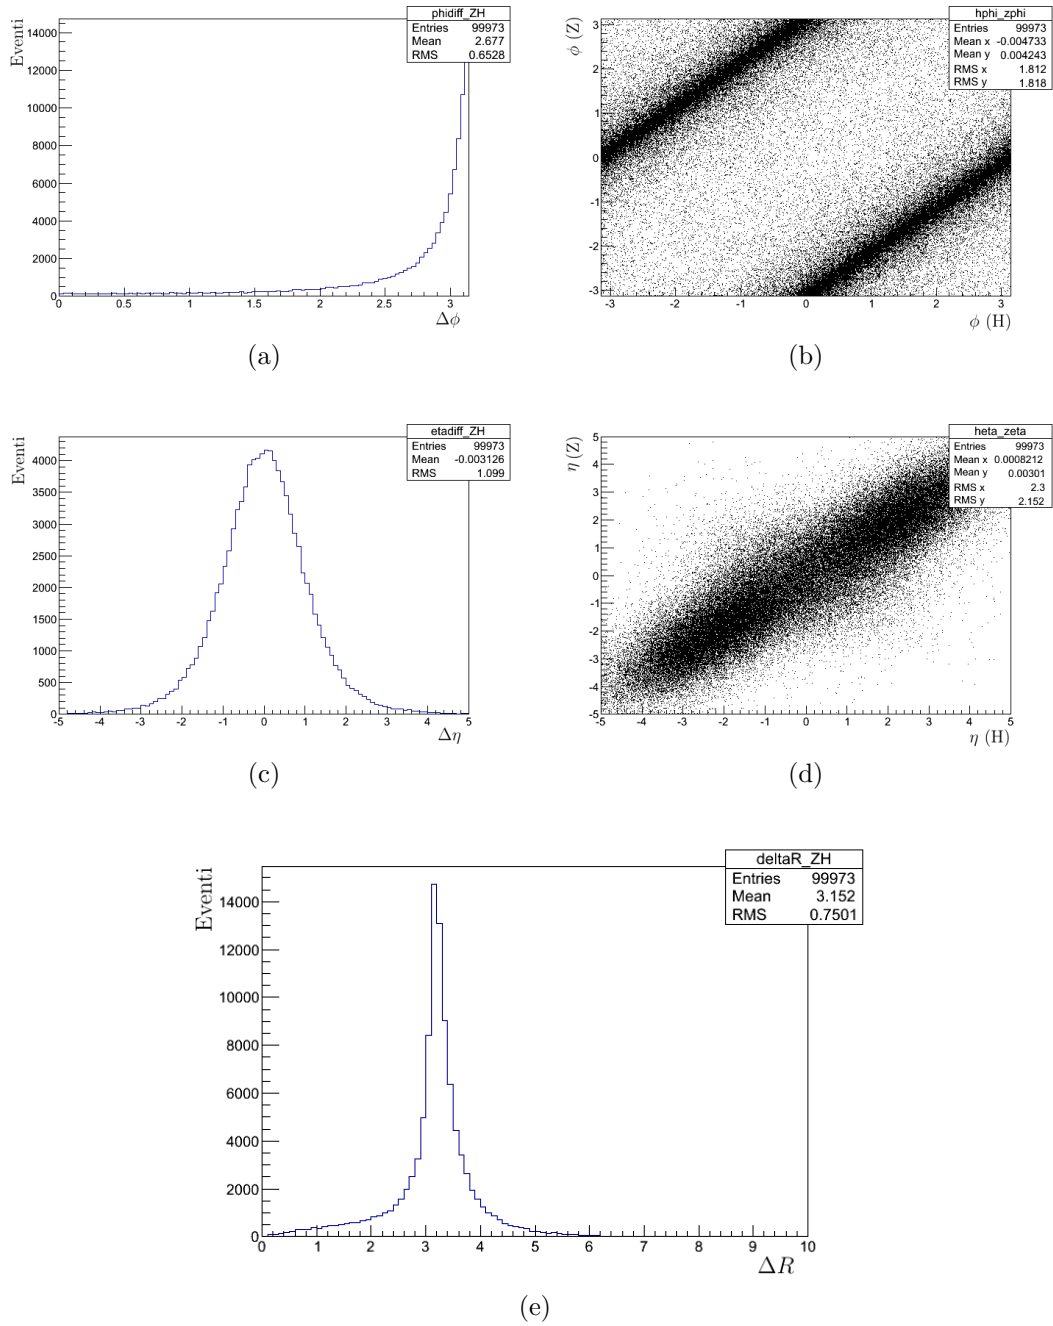 phidiff_ZH
Entries 99973
Mean 2.677
RMS 0.6528
Eventi
14000
12000
10000
8000
6000
4000
2000
0
0 0.5 1 1.5 2 2.5 3
Δϕ
(a)
hphi_zphi
Entries 99973
Mean x -0.004733
Mean y 0.004243
RMS x 1.812
RMS y 1.818
ϕ (Z)
3
2
1
0
-1
-2
-3
-3 -2 -1 0 1 2 3
ϕ (H)
(b)
etadiff_ZH
Entries 99973
Mean -0.003126
RMS 1.099
Eventi
4000
3500
3000
2500
2000
1500
1000
500
0
-5 -4 -3 -2 -1 0 1 2 3 4 5
Δη
(c)
heta_zeta
Entries 99973
Mean x 0.0008212
Mean y 0.00301
RMS x 2.3
RMS y 2.152
η (Z)
5
4
3
2
1
0
-1
-2
-3
-4
-5
-5 -4 -3 -2 -1 0 1 2 3 4 5
η (H)
(d)
deltaR_ZH
Entries 99973
Mean 3.152
RMS 0.7501
Eventi
14000
12000
10000
8000
6000
4000
2000
0
0 1 2 3 4 5 6 7 8 9 10
ΔR
(e)